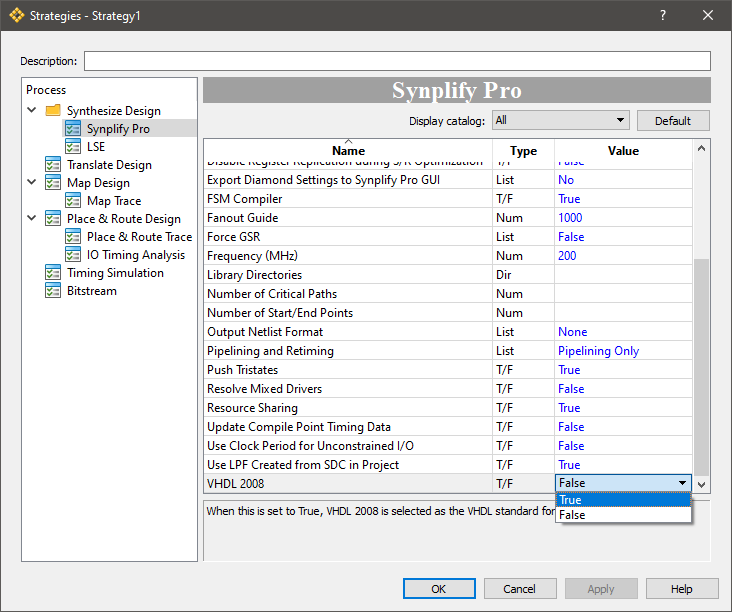 Strategies - Strategy1
?
Description:
Process
Synthesize Design
Synplify Pro
LSE
Translate Design
Map Design
Map Trace
Place & Route Design
Place & Route Trace
IO Timing Analysis
Timing Simulation
Bitstream
Synplify Pro
Display catalog: All Default
Name Type Value
Disable Register Replication during S/R Optimization T/F False
Export Diamond Settings to Synplify Pro GUI List No
FSM Compiler T/F True
Fanout Guide Num 1000
Force GSR List False
Frequency (MHz) Num 200
Library Directories Dir
Number of Critical Paths Num
Number of Start/End Points Num
Output Netlist Format List None
Pipelining and Retiming List Pipelining Only
Push Tristates T/F True
Resolve Mixed Drivers T/F False
Resource Sharing T/F True
Update Compile Point Timing Data T/F False
Use Clock Period for Unconstrained I/O T/F False
Use LPF Created from SDC in Project T/F True
VHDL 2008 T/F False
True
False
When this is set to True, VHDL 2008 is selected as the VHDL standard for
OK Cancel Apply Help